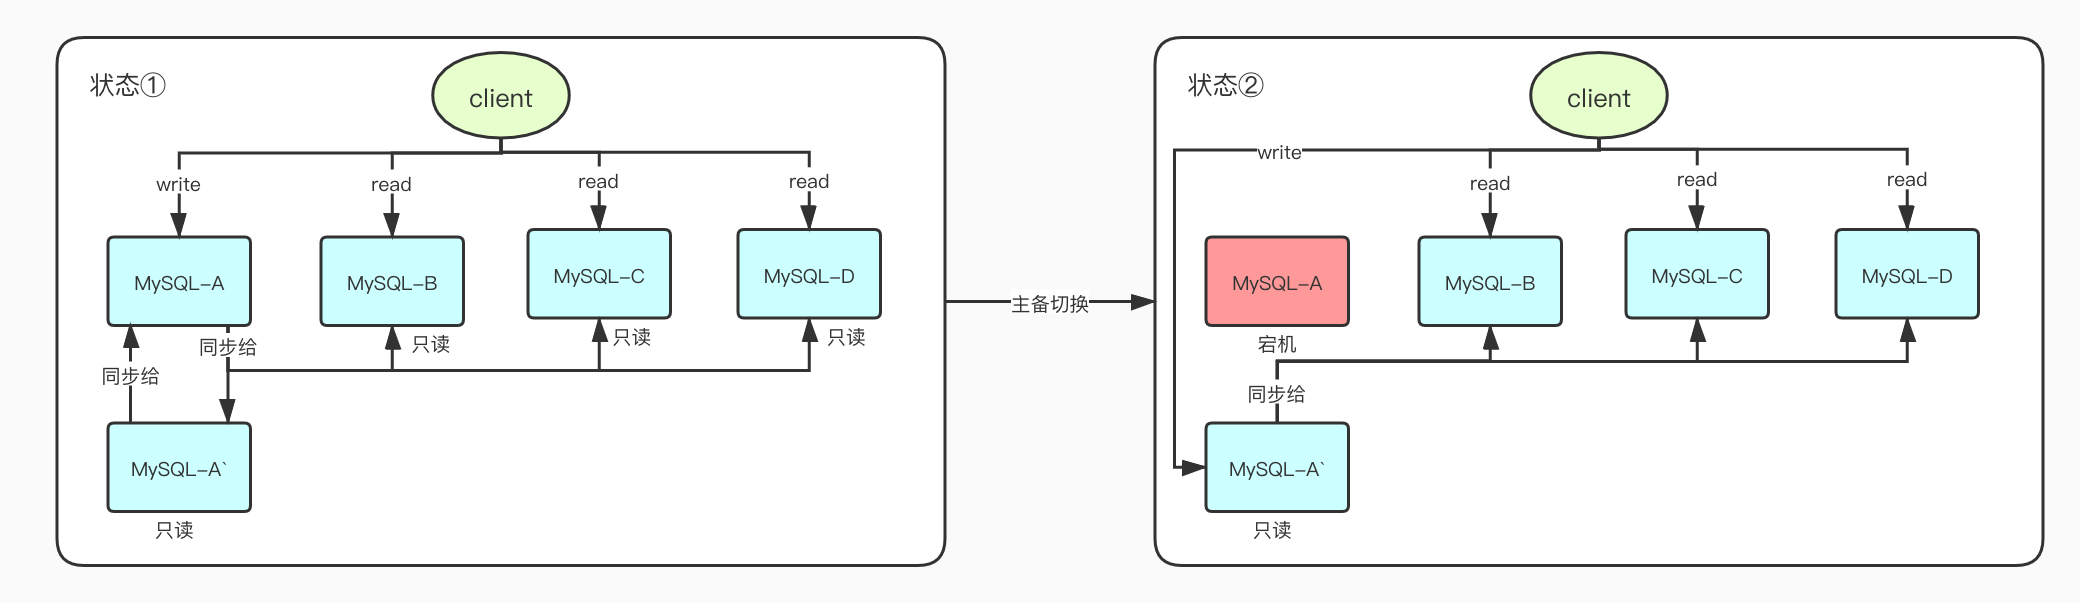 状态①
client
write
read
read
read
MySQL-A
MySQL-B
MySQL-C
MySQL-D
同步给
只读
只读
只读
同步给
MySQL-A`
只读
主备切换
状态②
client
write
read
read
read
MySQL-A
MySQL-B
MySQL-C
MySQL-D
宕机
同步给
MySQL-A`
只读